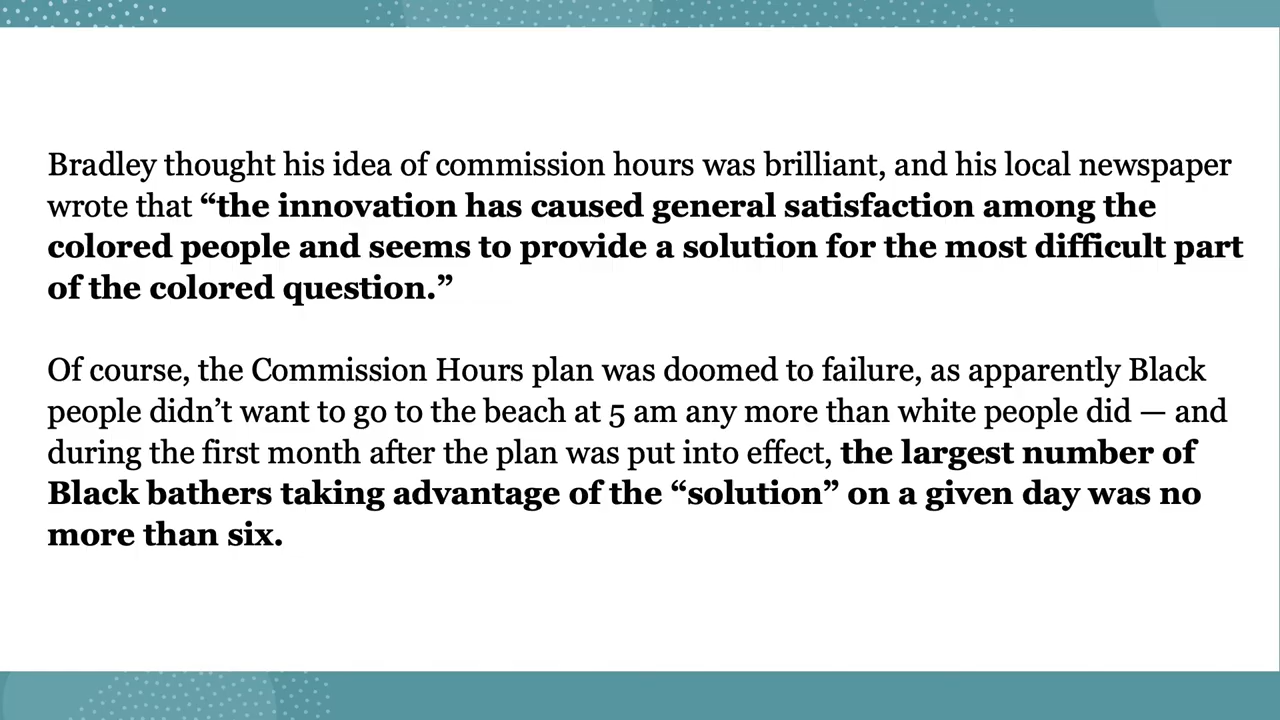 Bradley thought his idea of commission hours was brilliant, and his local newspaper
wrote that “the innovation has caused general satisfaction among the
colored people and seems to provide a solution for the most difficult part
of the colored question.”
Of course, the Commission Hours plan was doomed to failure, as apparently Black
people didn’t want to go to the beach at 5 am any more than white people did — and
during the first month after the plan was put into effect, the largest number of
Black bathers taking advantage of the “solution” on a given day was no
more than six.